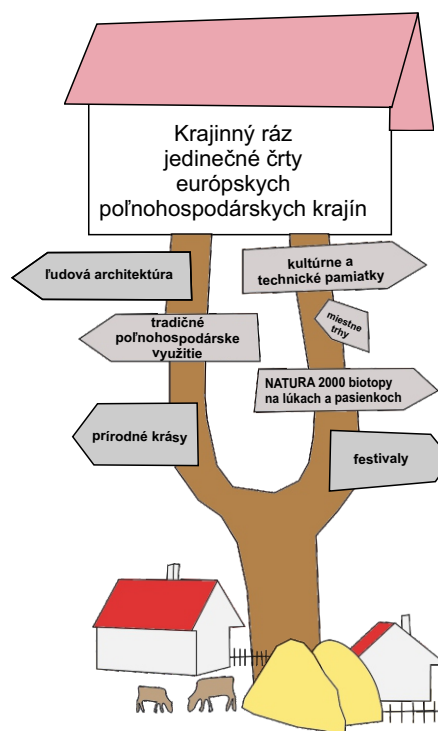 Krajinný ráz
jedinečné črty
európskych
poľnohospodárskych krajín
ľudová architektúra
kultúrne a
technické pamiatky
tradičné
poľnohospodárske
využitie
miestne
trhy
NATURA 2000 biotopy
na lúkach a pasienkoch
prírodné krásy
festivaly